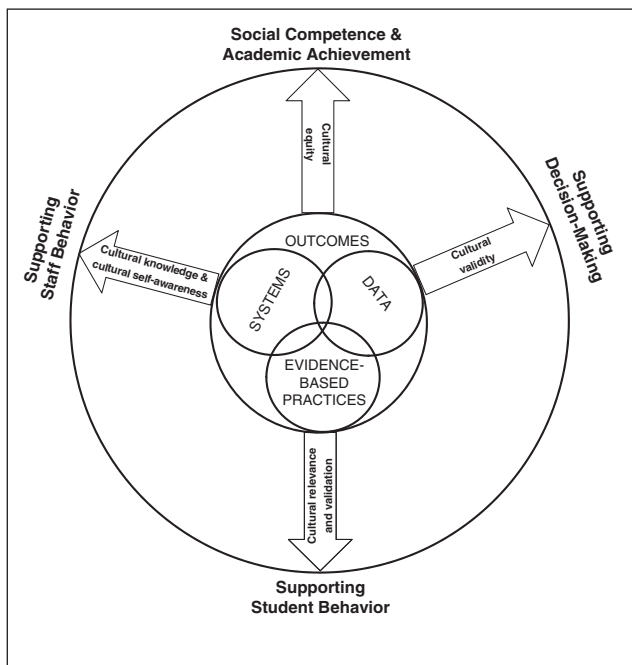 Social Competence &
Academic Achievement
Cultural
equity
Supporting
Decision-Making
Supporting
Staff Behavior
Cultural knowledge &
cultural self-awareness
Cultural
validity
OUTCOMES
SYSTEMS
DATA
EVIDENCE-
BASED
PRACTICES
Cultural relevance
and validation
Supporting
Student Behavior